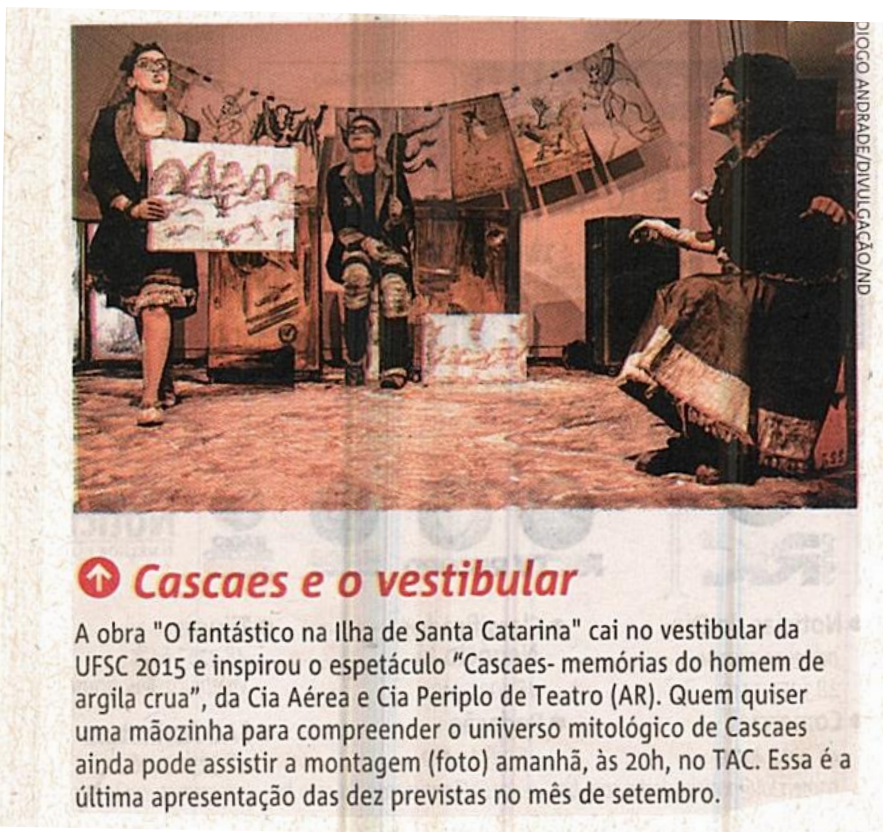 DIOGO ANDRADE/DIVULGAÇÃO/ND
Cascaes e o vestibular
A obra "O fantástico na Ilha de Santa Catarina" cai no vestibular da
UFSC 2015 e inspirou o espetáculo “Cascaes- memórias do homem de
argila crua”, da Cia Aérea e Cia Periplo de Teatro (AR). Quem quiser
uma mãozinha para compreender o universo mitológico de Cascaes
ainda pode assistir a montagem (foto) amanhã, às 20h, no TAC. Essa é a
última apresentação das dez previstas no mês de setembro.